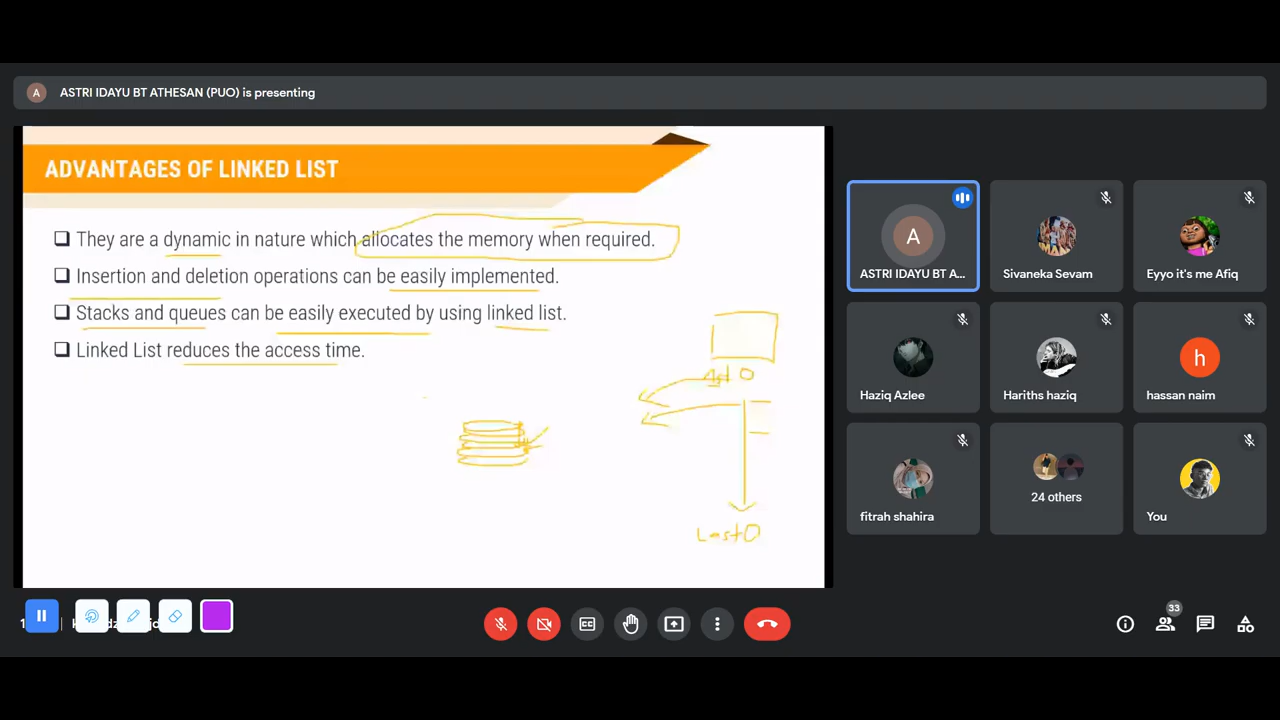 ASTRI IDAYU BT ATHESAN (PUO) is presenting
ADVANTAGES OF LINKED LIST
They are a dynamic in nature which allocates the memory when required.
Insertion and deletion operations can be easily implemented.
Stacks and queues can be easily executed by using linked list.
Linked List reduces the access time.
Last O
A
A
ASTRI IDAYU BT A...
Sivaneka Sevam
Eyyo it's me Afiq
Haziq Azlee
Hariths haziq
h
hassan naim
fitrah shahira
24 others
You
CC
33